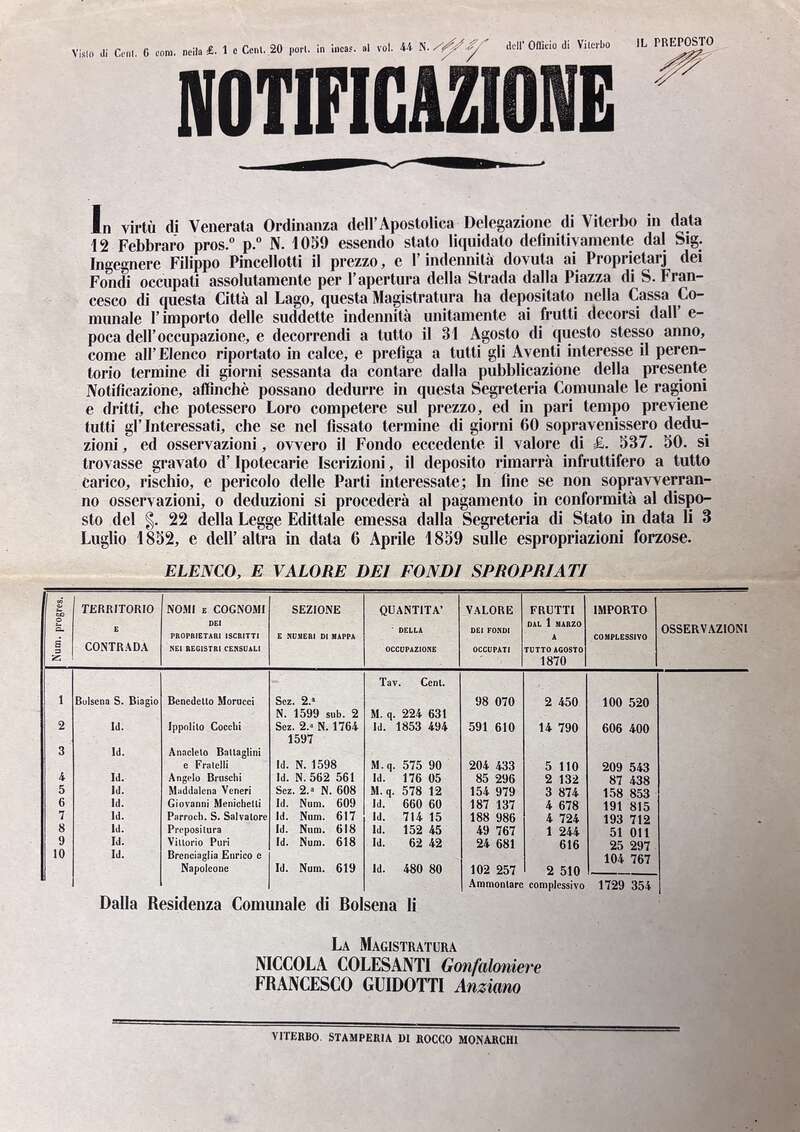 Visto di Cent. 6 com. nella £. 1 e Cent. 20 port. in incas. al vol. 44 N. dell' Officio di Viterbo IL PREPOSTO
NOTIFICAZIONE
In virtù di Venerata Ordinanza dell'Apostolica Delegazione di Viterbo in data
12 Febbraro pros.º p.º N. 1059 essendo stato liquidato definitivamente dal Sig.
Ingegnere Filippo Pincellotti il prezzo, e l'indennità dovuta ai Proprietarj dei
Fondi occupati assolutamente per l'apertura della Strada dalla Piazza di S. Fran-
cesco di questa Città al Lago, questa Magistratura ha depositato nella Cassa Co-
munale l'importo delle suddette indennità unitamente ai frutti decorsi dall' e-
poca dell'occupazione, e decorrendi a tutto il 31 Agosto di questo stesso anno,
come all'Elenco riportato in calce, e prefiga a tutti gli Aventi interesse il peren-
torio termine di giorni sessanta da contare dalla pubblicazione della presente
Notificazione, affinchè possano dedurre in questa Segreteria Comunale le ragioni
e dritti, che potessero Loro competere sul prezzo, ed in pari tempo previene
tutti gl'Interessati, che se nel fissato termine di giorni 60 sopravenissero dedu-
zioni, ed osservazioni, ovvero il Fondo eccedente il valore di £. 537. 50. si
trovasse gravato d'Ipotecarie Iscrizioni, il deposito rimarrà infruttifero a tutto
carico, rischio, e pericolo delle Parti interessate; In fine se non sopravverran-
no osservazioni, o deduzioni si procederà al pagamento in conformità al dispo-
sto del §. 22 della Legge Edittale emessa dalla Segreteria di Stato in data li 3
Luglio 1852, e dell'altra in data 6 Aprile 1859 sulle espropriazioni forzose.
ELENCO, E VALORE DEI FONDI SPROPRIATI
Num. progres. TERRITORIO E CONTRADA NOMI E COGNOMI DEI PROPRIETARI ISCRITTI NEI REGISTRI CENSUALI SEZIONE E NUMERI DI MAPPA QUANTITA' DELLA OCCUPAZIONE VALORE DEI FONDI OCCUPATI FRUTTI DAL 1 MARZO A TUTTO AGOSTO 1870 IMPORTO COMPLESSIVO OSSERVAZIONI
Tav. Cent.
1 Bolsena S. Biagio Benedetto Morucci Sez. 2.ª 98 070 2 450 100 520
N. 1599 sub. 2 M. q. 224 631
2 Id. Ippolito Cocchi Sez. 2.ª N. 1764 Id. 1853 494 591 610 14 790 606 400
1597
3 Id. Anacleto Battaglini
e Fratelli Id. N. 1598 M. q. 575 90 204 433 5 110 209 543
4 Id. Angelo Bruschi Id. N. 562 561 Id. 176 05 85 296 2 132 87 438
5 Id. Maddalena Veneri Sez. 2.ª N. 608 M. q. 578 12 154 979 3 874 158 853
6 Id. Giovanni Menichetti Id. Num. 609 Id. 660 60 187 137 4 678 191 815
7 Id. Parroch. S. Salvatore Id. Num. 617 Id. 714 15 188 986 4 724 193 712
8 Id. Prepositura Id. Num. 618 Id. 152 45 49 767 1 244 51 011
9 Id. Vittorio Puri Id. Num. 618 Id. 62 42 24 681 616 25 297
10 Id. Brenciaglia Enrico e 104 767
Napoleone Id. Num. 619 Id. 480 80 102 257 2 510
Ammontare complessivo 1729 354
Dalla Residenza Comunale di Bolsena li
LA MAGISTRATURA
NICCOLA COLESANTI Gonfaloniere
FRANCESCO GUIDOTTI Anziano
VITERBO. STAMPERIA DI ROCCO MONARCHI